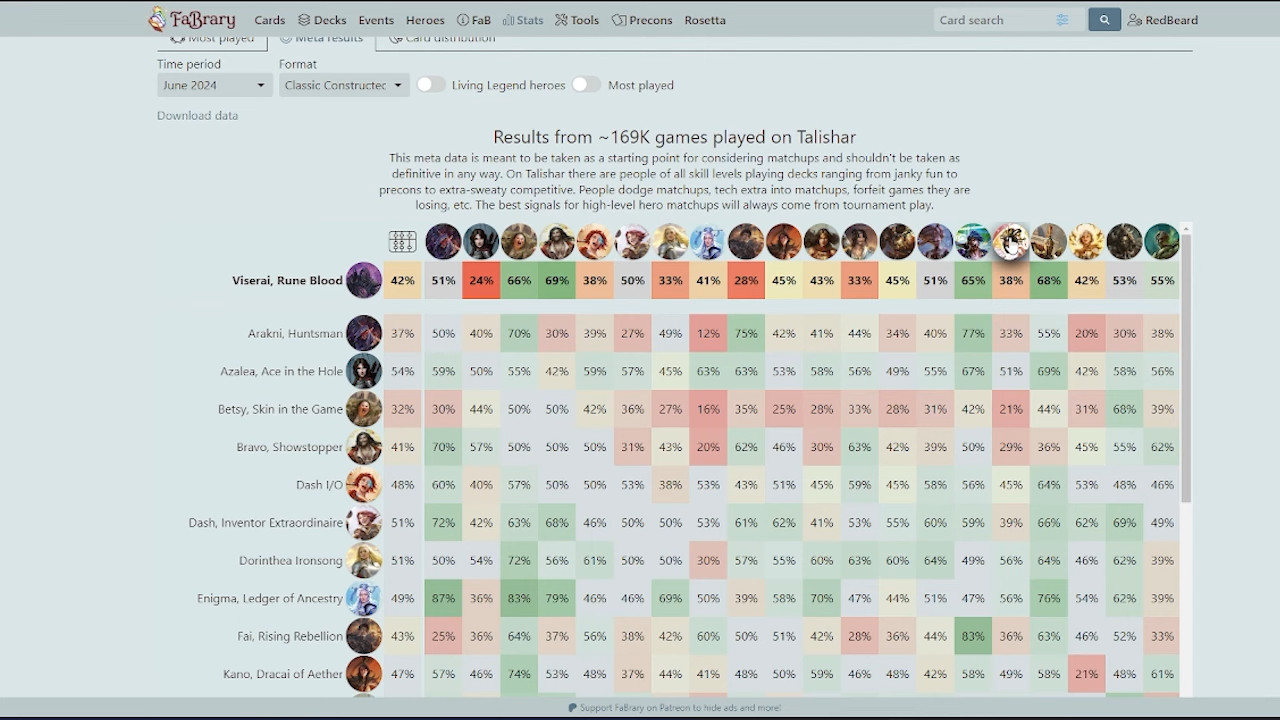 FaBrary Cards Decks Events Heroes FaB Stats Tools Precons Rosetta Card search RedBeard
Most played Meta results Card distribution
Time period Format
June 2024 Classic Constructec Living Legend heroes Most played
Download data
Results from ~169K games played on Talishar
This meta data is meant to be taken as a starting point for considering matchups and shouldn't be taken as
definitive in any way. On Talishar there are people of all skill levels playing decks ranging from janky fun to
precons to extra-sweaty competitive. People dodge matchups, tech extra into matchups, forfeit games they are
losing, etc. The best signals for high-level hero matchups will always come from tournament play.
Viserai, Rune Blood 42% 51% 24% 66% 69% 38% 50% 33% 41% 28% 45% 43% 33% 45% 51% 65% 38% 68% 42% 53% 55%
Arakni, Huntsman 37% 50% 40% 70% 30% 39% 27% 49% 12% 75% 42% 41% 44% 34% 40% 77% 33% 55% 20% 30% 38%
Azalea, Ace in the Hole 54% 59% 50% 55% 42% 59% 57% 45% 63% 63% 53% 58% 56% 49% 55% 67% 51% 69% 42% 58% 56%
Betsy, Skin in the Game 32% 30% 44% 50% 50% 42% 36% 27% 16% 35% 25% 28% 33% 28% 31% 42% 21% 44% 31% 68% 39%
Bravo, Showstopper 41% 70% 57% 50% 50% 50% 31% 43% 20% 62% 46% 30% 63% 42% 39% 50% 29% 36% 45% 55% 62%
Dash I/O 48% 60% 40% 57% 50% 50% 53% 38% 53% 43% 51% 45% 59% 45% 58% 56% 45% 64% 53% 48% 46%
Dash, Inventor Extraordinaire 51% 72% 42% 63% 68% 46% 50% 50% 53% 61% 62% 41% 53% 55% 60% 59% 39% 66% 62% 69% 49%
Dorinthea Ironsong 51% 50% 54% 72% 56% 61% 50% 50% 30% 57% 55% 60% 63% 60% 64% 49% 56% 64% 46% 62% 39%
Enigma, Ledger of Ancestry 49% 87% 36% 83% 79% 46% 46% 69% 50% 39% 58% 70% 47% 44% 51% 47% 56% 76% 54% 62% 39%
Fai, Rising Rebellion 43% 25% 36% 64% 37% 56% 38% 42% 60% 50% 51% 42% 28% 36% 44% 83% 36% 63% 46% 52% 33%
Kano, Dracai of Aether 47% 57% 46% 74% 53% 48% 37% 44% 41% 48% 50% 59% 46% 48% 42% 58% 49% 58% 21% 48% 61%
Support FaBrary on Patreon to hide ads and more!